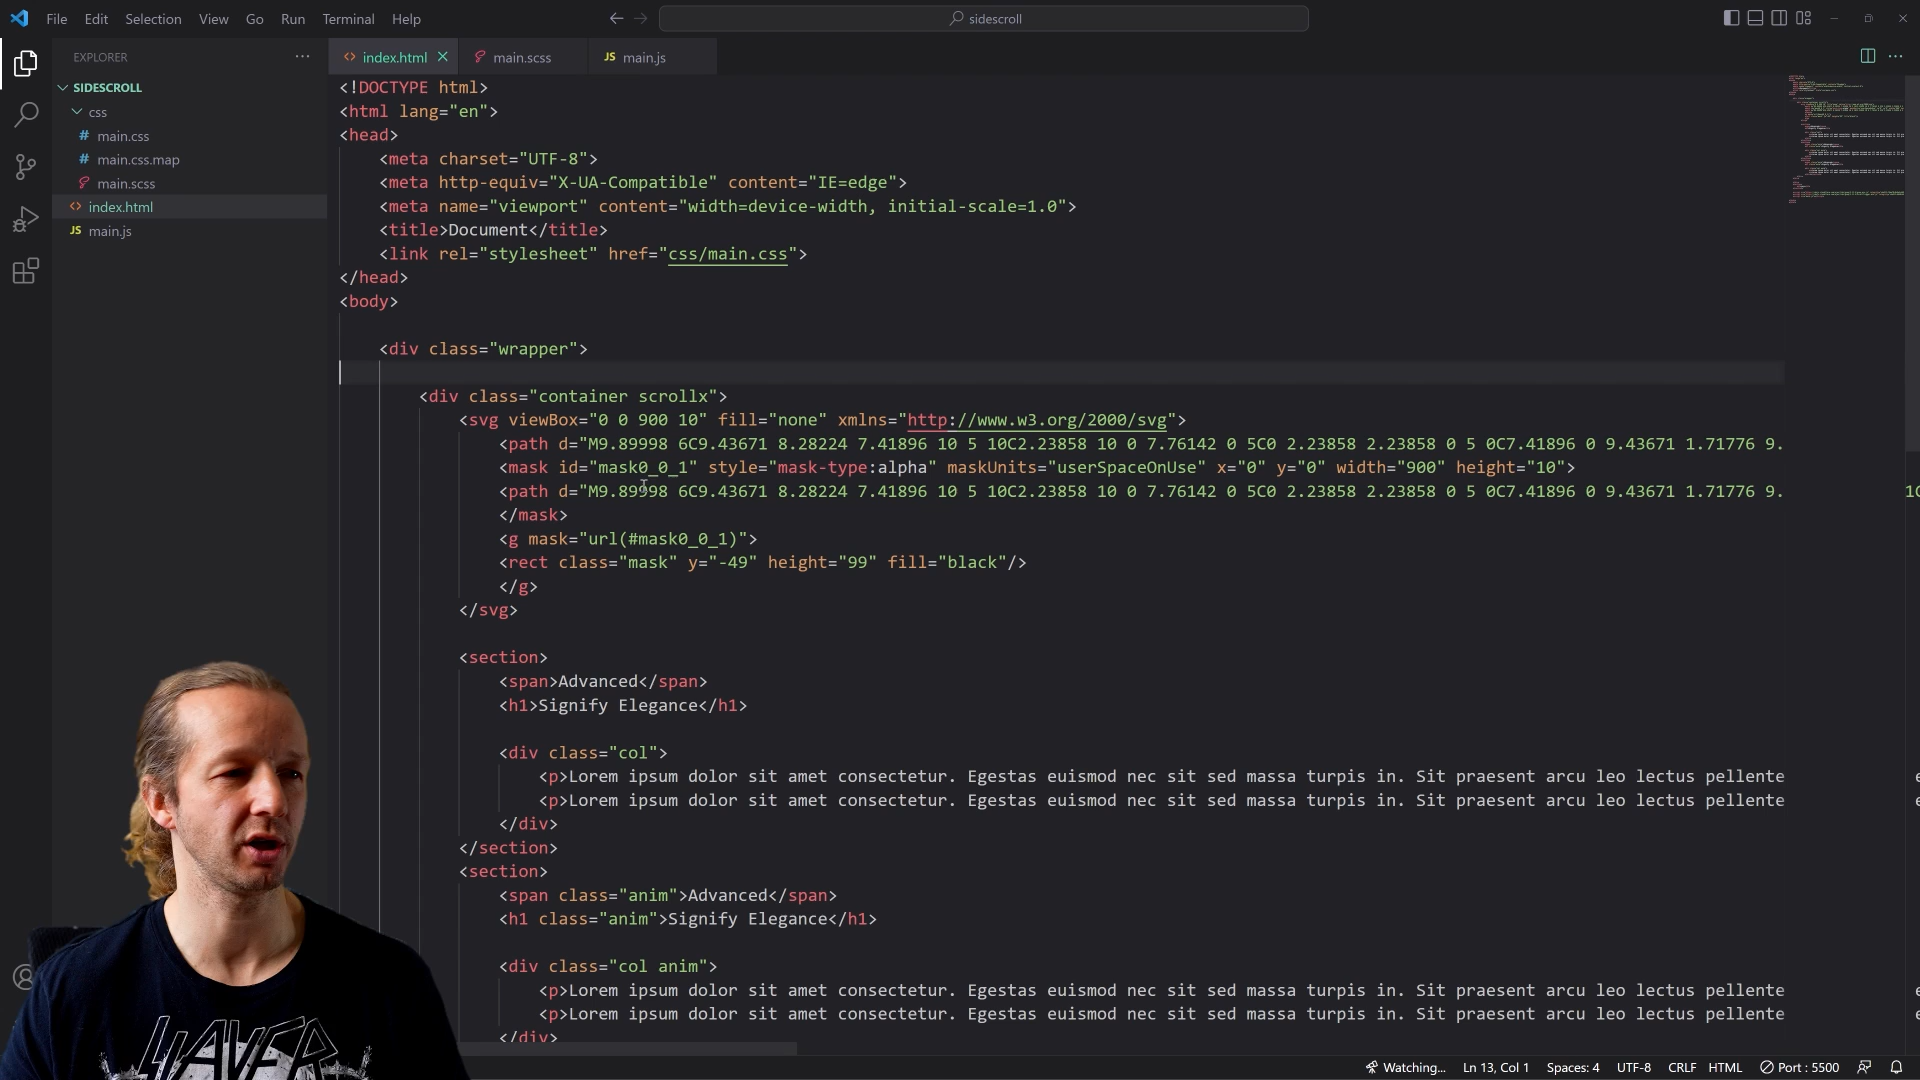 File Edit Selection View Go Run Terminal Help
sidescroll
EXPLORER
SIDESCROLL
css
main.css
main.css.map
main.scss
index.html
JS main.js
index.html
main.scss
JS main.js
<!DOCTYPE html>
<html lang="en">
<head>
<meta charset="UTF-8">
<meta http-equiv="X-UA-Compatible" content="IE=edge">
<meta name="viewport" content="width=device-width, initial-scale=1.0">
<title>Document</title>
<link rel="stylesheet" href="css/main.css">
</head>
<body>
<div class="wrapper">
<div class="container scrollx">
<svg viewBox="0 0 900 10" fill="none" xmlns="http://www.w3.org/2000/svg">
<path d="M9.89998 6C9.43671 8.28224 7.41896 10 5 10C2.23858 10 0 7.76142 0 5C0 2.23858 2.23858 0 5 0C7.41896 0 9.43671 1.71776 9.
<mask id="mask0_0_1" style="mask-type:alpha" maskUnits="userSpaceOnUse" x="0" y="0" width="900" height="10">
<path d="M9.89998 6C9.43671 8.28224 7.41896 10 5 10C2.23858 10 0 7.76142 0 5C0 2.23858 2.23858 0 5 0C7.41896 0 9.43671 1.71776 9.
</mask>
<g mask="url(#mask0_0_1)">
<rect class="mask" y="-49" height="99" fill="black"/>
</g>
</svg>
<section>
<span>Advanced</span>
<h1>Signify Elegance</h1>
<div class="col">
<p>Lorem ipsum dolor sit amet consectetur. Egestas euismod nec sit sed massa turpis in. Sit praesent arcu leo lectus pellente
<p>Lorem ipsum dolor sit amet consectetur. Egestas euismod nec sit sed massa turpis in. Sit praesent arcu leo lectus pellente
</div>
</section>
<section>
<span class="anim">Advanced</span>
<h1 class="anim">Signify Elegance</h1>
<div class="col anim">
<p>Lorem ipsum dolor sit amet consectetur. Egestas euismod nec sit sed massa turpis in. Sit praesent arcu leo lectus pellente
<p>Lorem ipsum dolor sit amet consectetur. Egestas euismod nec sit sed massa turpis in. Sit praesent arcu leo lectus pellente
</div>
SLAYER
Watching... Ln 13, Col 1 Spaces: 4 UTF-8 CRLF HTML Port : 5500